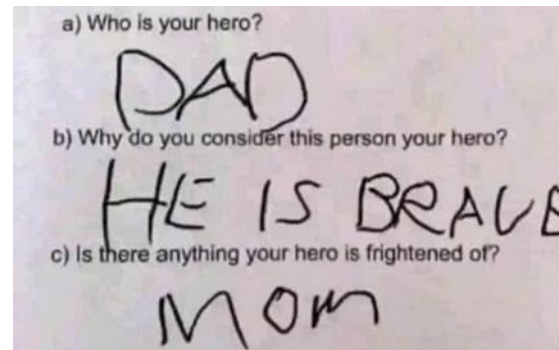 a) Who is your hero?
DAD
b) Why do you consider this person your hero?
HE IS BRAVE
c) Is there anything your hero is frightened of?
MOM